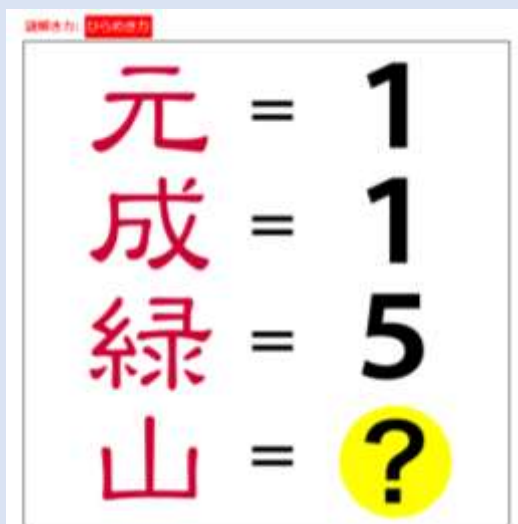 謎解き力: ひらめき力
元 = 1
成 = 1
緑 = 5
山 = ?